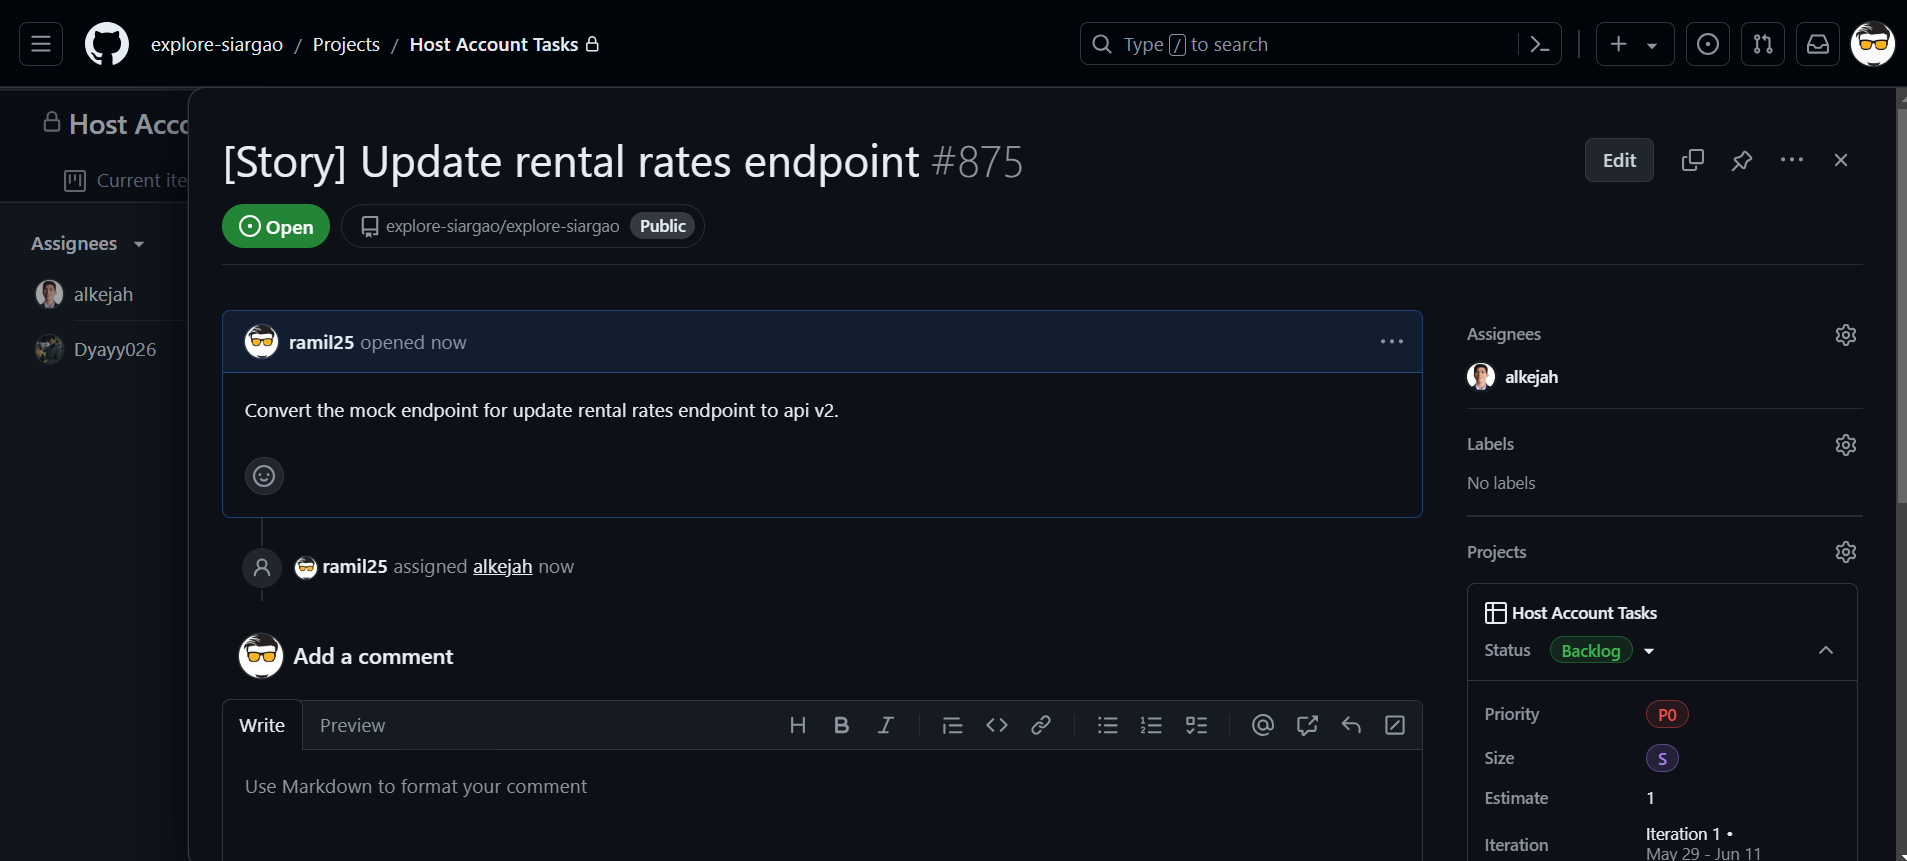 explore-siargao / Projects / Host Account Tasks
Type / to search
Host Acco
Current ite
Assignees
alkejah
Dyayy026
[Story] Update rental rates endpoint #875
Edit
Open
explore-siargao/explore-siargao Public
ramil25 opened now
Convert the mock endpoint for update rental rates endpoint to api v2.
ramil25 assigned alkejah now
Add a comment
Write
Preview
Use Markdown to format your comment
Assignees
alkejah
Labels
No labels
Projects
Host Account Tasks
Status Backlog
Priority P0
Size S
Estimate 1
Iteration Iteration 1 •
May 29 - Jun 11